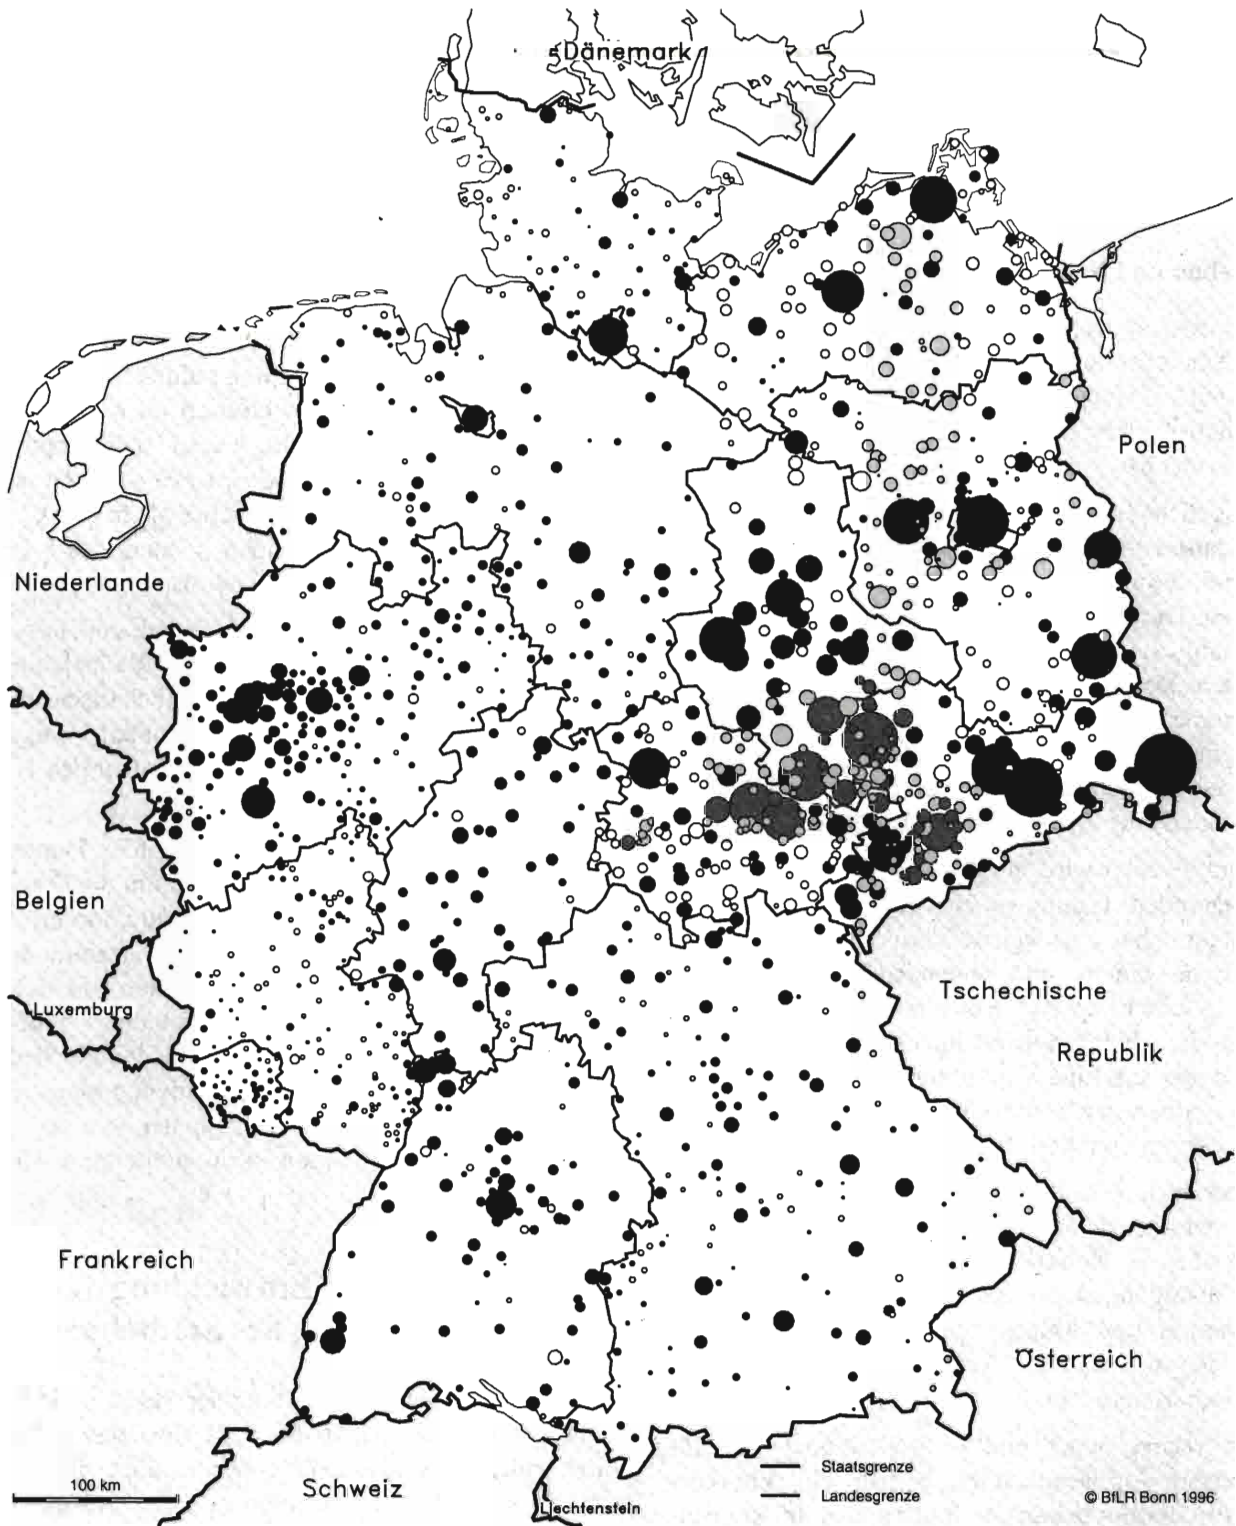 Dänemark
Polen
Niederlande
Belgien
Luxemburg
Tschechische
Republik
Frankreich
Österreich
Schweiz
Liechtenstein
100 km
Staatsgrenze
Landesgrenze
© BfLR Bonn 1996